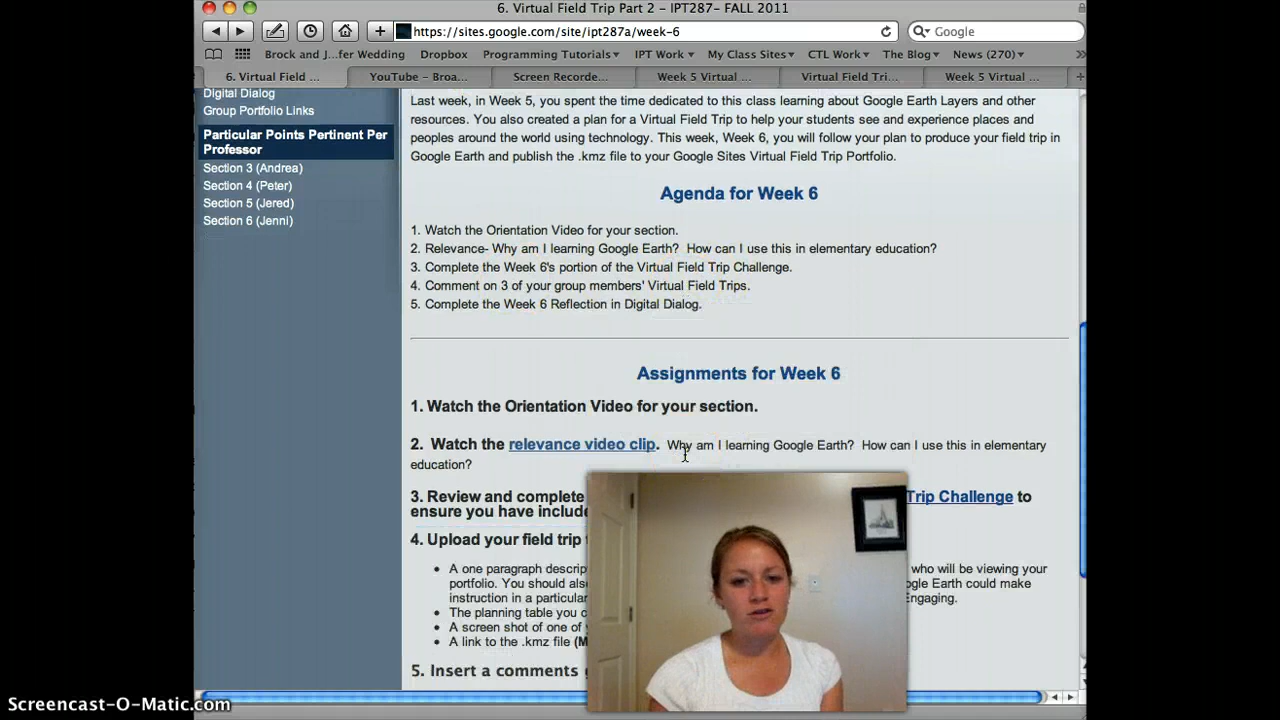 6. Virtual Field Trip Part 2 - IPT287- FALL 2011
https://sites.google.com/site/ipt287a/week-6
Google
Brock and J...fer Wedding Dropbox Programming Tutorials IPT Work My Class Sites CTL Work The Blog News (270)
6. Virtual Field ... YouTube – Broa... Screen Recorde... Week 5 Virtual ... Virtual Field Tri... Week 5 Virtual ...
Digital Dialog
Group Portfolio Links
Particular Points Pertinent Per
Professor
Section 3 (Andrea)
Section 4 (Peter)
Section 5 (Jered)
Section 6 (Jenni)
Last week, in Week 5, you spent the time dedicated to this class learning about Google Earth Layers and other
resources. You also created a plan for a Virtual Field Trip to help your students see and experience places and
peoples around the world using technology. This week, Week 6, you will follow your plan to produce your field trip in
Google Earth and publish the .kmz file to your Google Sites Virtual Field Trip Portfolio.
Agenda for Week 6
1. Watch the Orientation Video for your section.
2. Relevance- Why am I learning Google Earth? How can I use this in elementary education?
3. Complete the Week 6's portion of the Virtual Field Trip Challenge.
4. Comment on 3 of your group members' Virtual Field Trips.
5. Complete the Week 6 Reflection in Digital Dialog.
Assignments for Week 6
1. Watch the Orientation Video for your section.
2. Watch the relevance video clip. Why am I learning Google Earth? How can I use this in elementary
education?
3. Review and complete Trip Challenge to
ensure you have include
4. Upload your field trip
A one paragraph descrip who will be viewing your
portfolio. You should als ogle Earth could make
instruction in a particular Engaging.
The planning table you c
A screen shot of one of
A link to the .kmz file (M
5. Insert a comments
Screencast-O-Matic.com